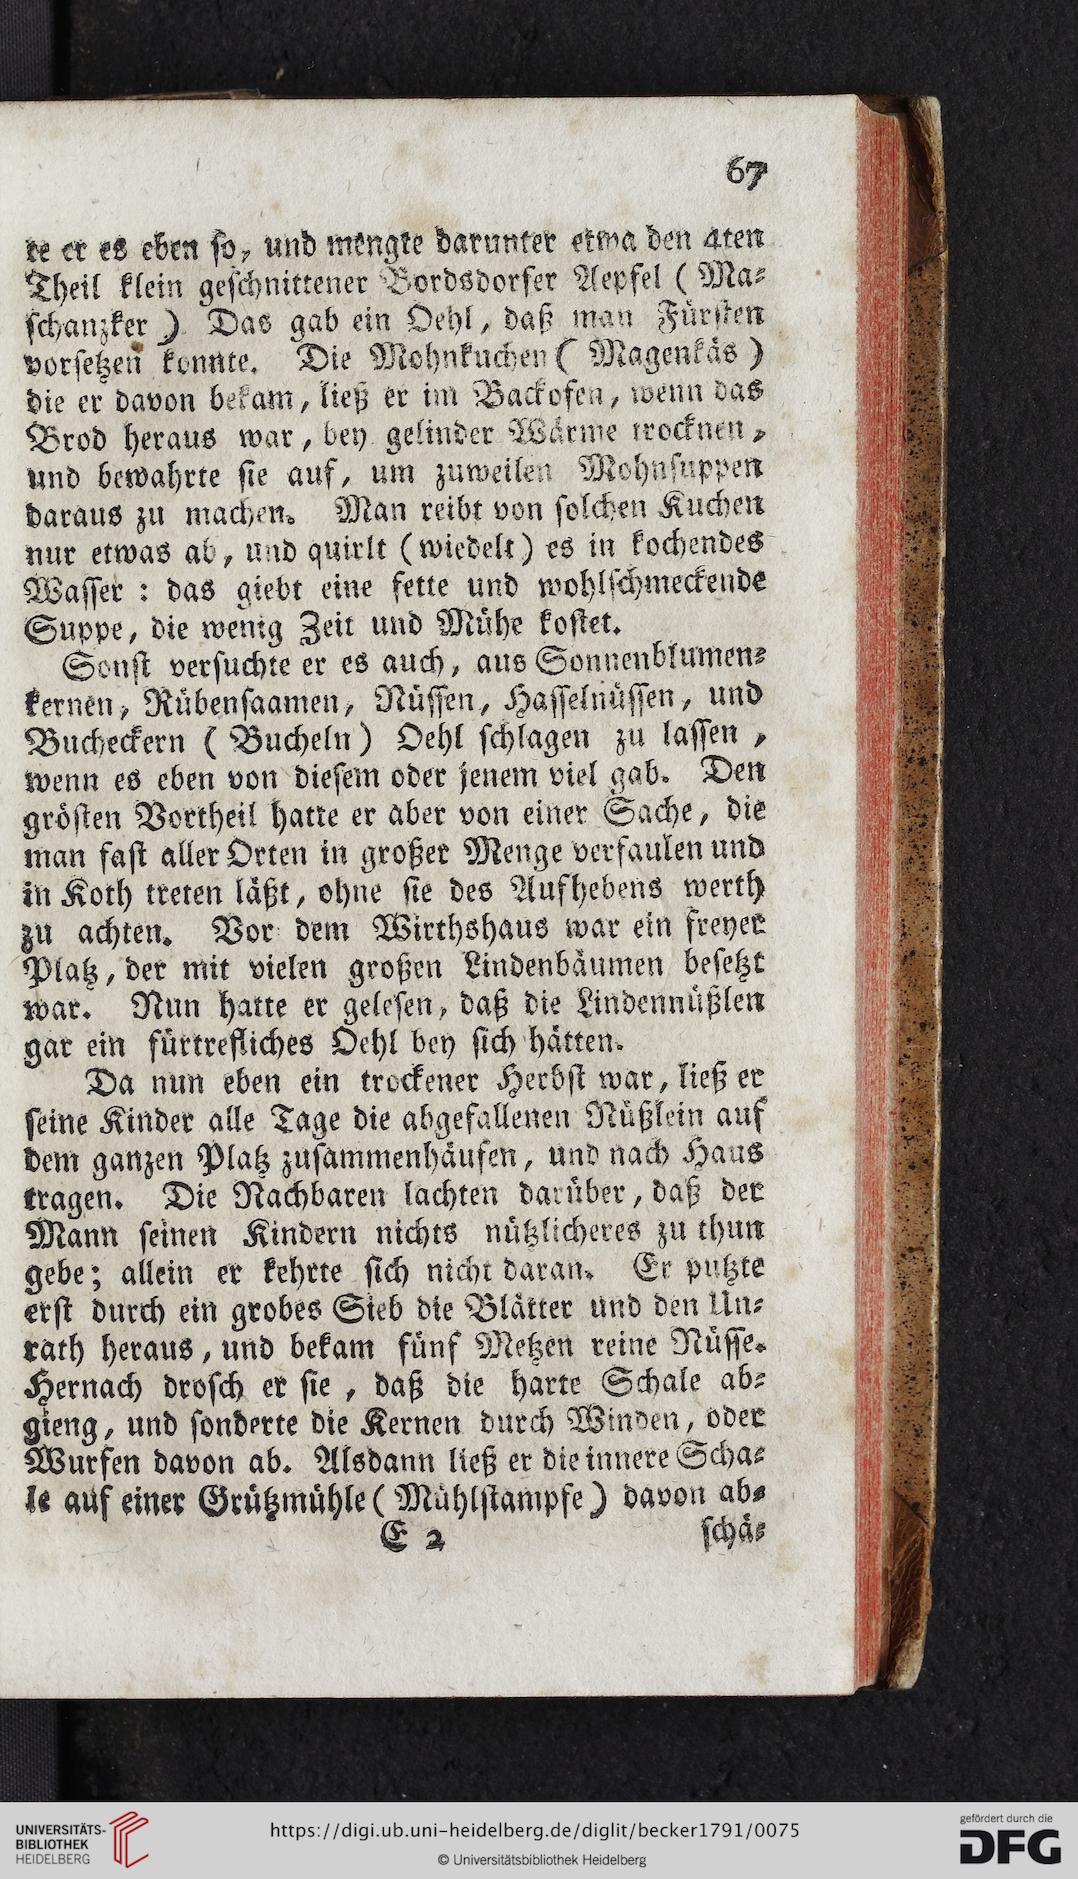 67
te er es eben so, und mengte darunter etwa den 4ten
Theil klein geschnittener Bordsdorfer Aepfel ( Ma⸗
schanzker ) Das gab ein Oehl, daß man Fürsten
vorsetzen konnte. Die Mohnkuchen ( Magenkäs )
die er davon bekam, ließ er im Backofen, wenn das
Brod heraus war, bey gelinder Wärme trocknen,
und bewahrte sie auf, um zuweilen Mohnsuppen
daraus zu machen. Man reibt von solchen Kuchen
nur etwas ab, und quirlt (wiedelt) es in kochendes
Wasser : das giebt eine fette und wohlschmeckende
Suppe, die wenig Zeit und Mühe kostet.
Sonst versuchte er es auch, aus Sonnenblumen⸗
kernen, Rübensaamen, Nüssen, Hasselnüssen, und
Bucheckern ( Bucheln) Oehl schlagen zu lassen ,
wenn es eben von diesem oder jenem viel gab. Den
grösten Vortheil hatte er aber von einer Sache, die
man fast aller Orten in großer Menge verfaulen und
in Koth treten läßt, ohne sie des Aufhebens werth
zu achten. Vor dem Wirthshaus war ein freyer
Platz, der mit vielen großen Lindenbäumen besetzt
war. Nun hatte er gelesen, daß die Lindennüßlen
gar ein fürtrefliches Oehl bey sich hätten.
Da nun eben ein trockener Herbst war, ließ er
seine Kinder alle Tage die abgefallenen Nüßlein auf
dem ganzen Platz zusammenhäufen, und nach Haus
tragen. Die Nachbaren lachten darüber, daß der
Mann seinen Kindern nichts nützlicheres zu thun
gebe; allein er kehrte sich nicht daran. Er putzte
erst durch ein grobes Sieb die Blätter und den Un⸗
rath heraus, und bekam fünf Metzen reine Nüsse.
Hernach drosch er sie , daß die harte Schale ab⸗
gieng, und sonderte die Kernen durch Winden, oder
Wurfen davon ab. Alsdann ließ er die innere Scha⸗
le auf einer Grützmühle ( Mühlstampfe ) davon ab⸗
E 2 schä⸗
UNIVERSITÄTS-
BIBLIOTHEK
HEIDELBERG
https://digi.ub.uni-heidelberg.de/diglit/becker1791/0075
© Universitätsbibliothek Heidelberg
gefördert durch die
DFG